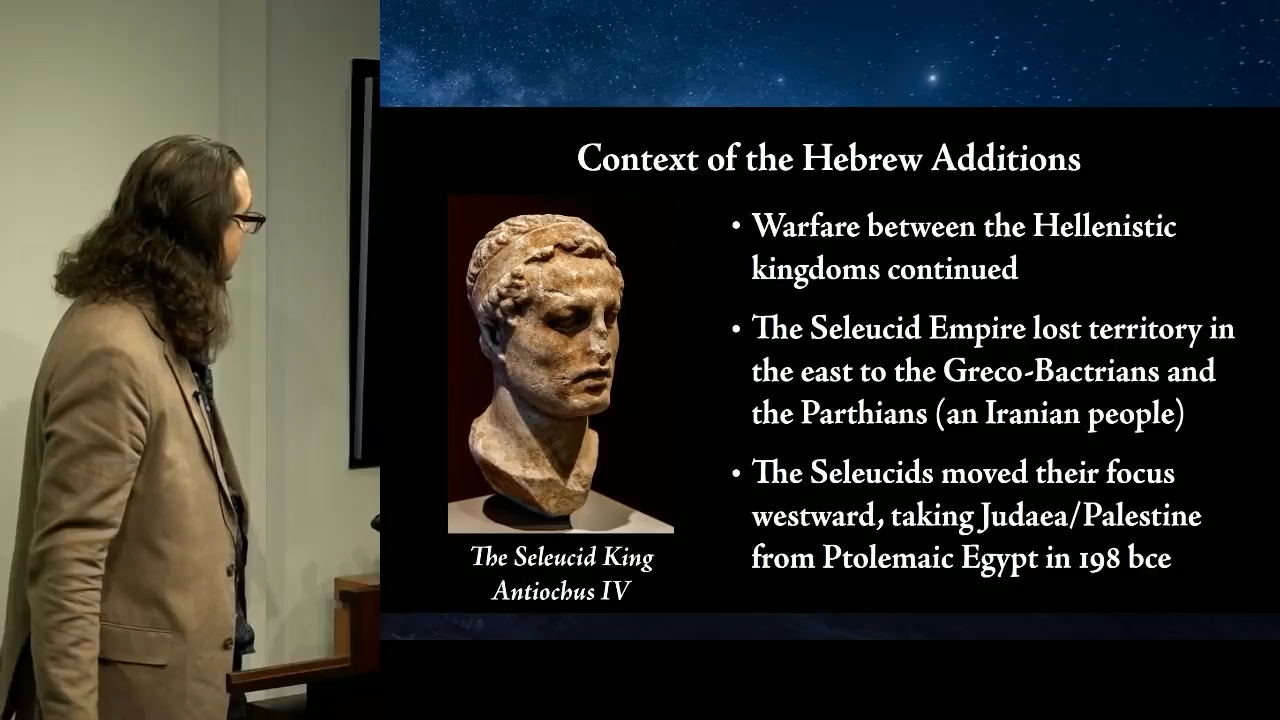 Context of the Hebrew Additions
• Warfare between the Hellenistic
kingdoms continued
• The Seleucid Empire lost territory in
the east to the Greco-Bactrians and
the Parthians (an Iranian people)
• The Seleucids moved their focus
westward, taking Judaea/Palestine
from Ptolemaic Egypt in 198 bce
The Seleucid King
Antiochus IV